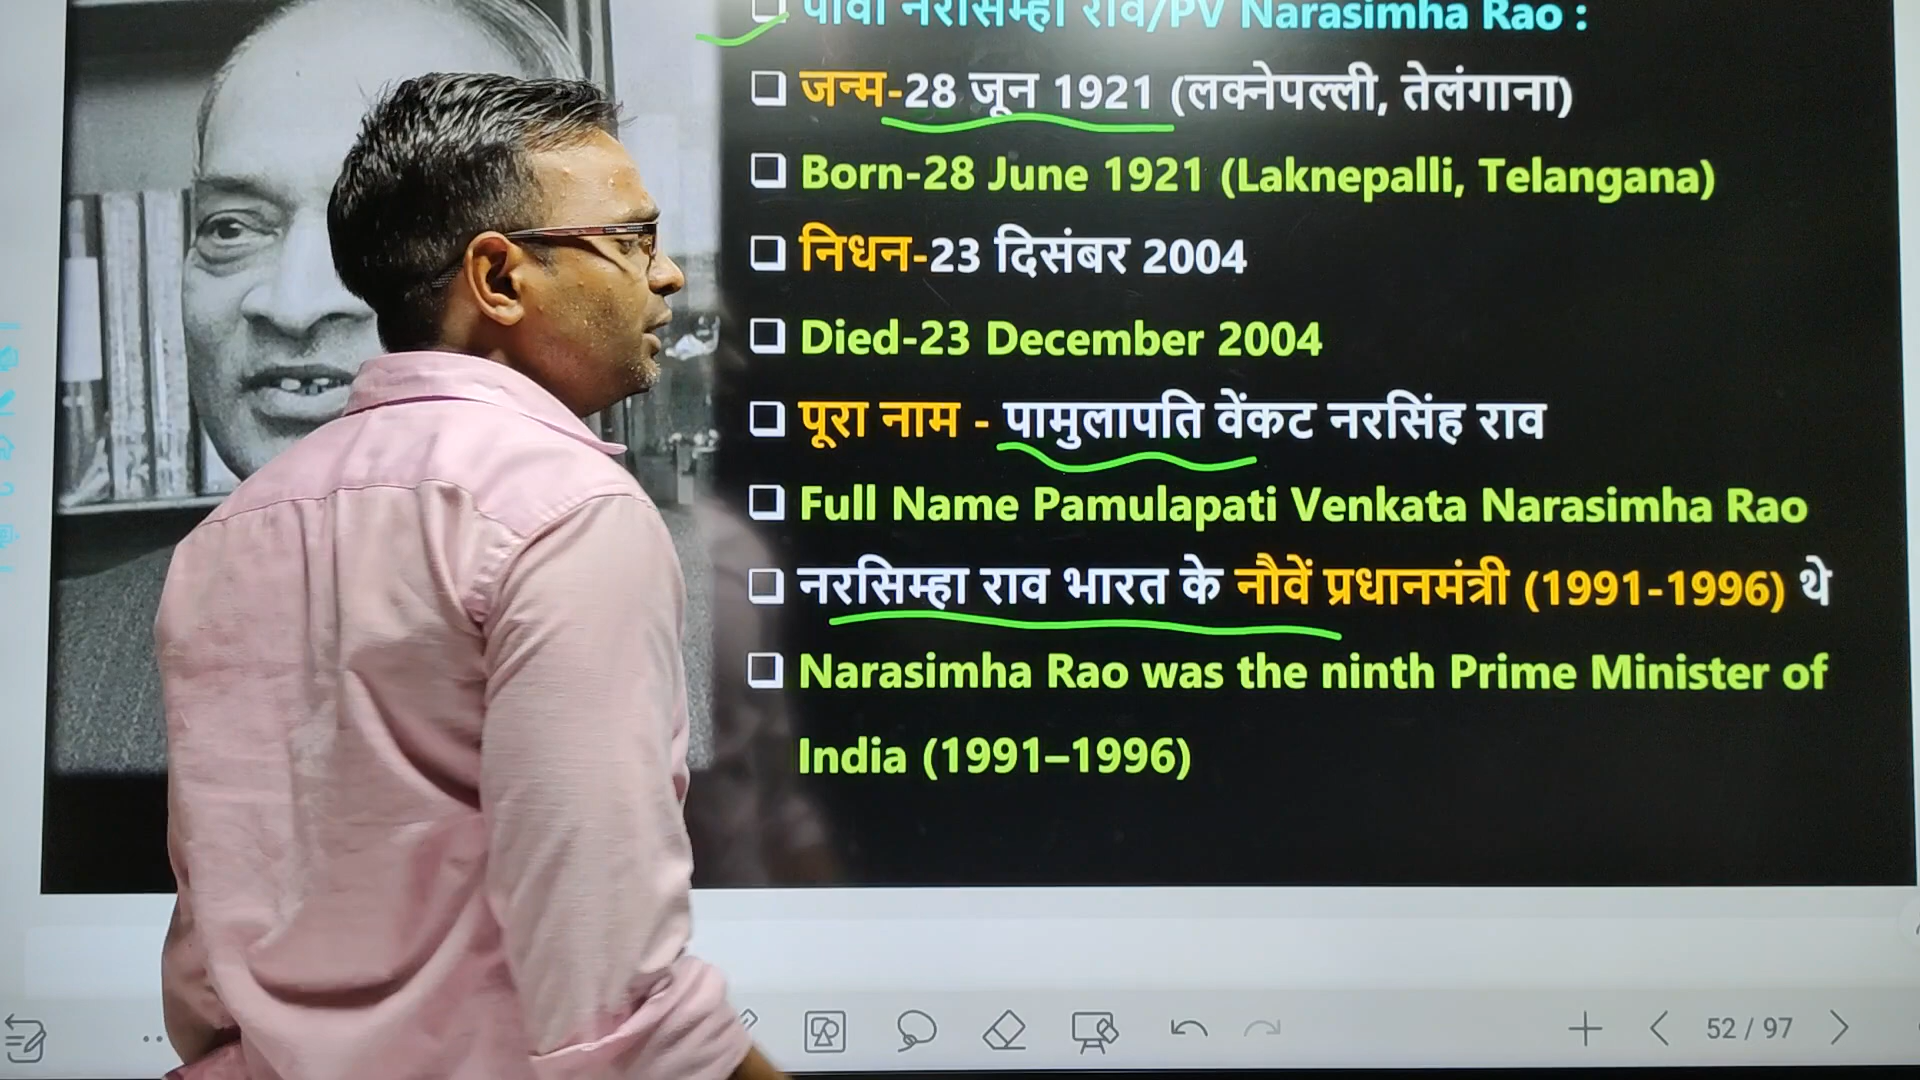 पीवी नरसिम्हा राव/PV Narasimha Rao :
जन्म-28 जून 1921 (लक्नेपल्ली, तेलंगाना)
Born-28 June 1921 (Laknepalli, Telangana)
निधन-23 दिसंबर 2004
Died-23 December 2004
पूरा नाम - पामुलापति वेंकट नरसिंह राव
Full Name Pamulapati Venkata Narasimha Rao
नरसिम्हा राव भारत के नौवें प्रधानमंत्री (1991-1996) थे
Narasimha Rao was the ninth Prime Minister of
India (1991–1996)
52 / 97